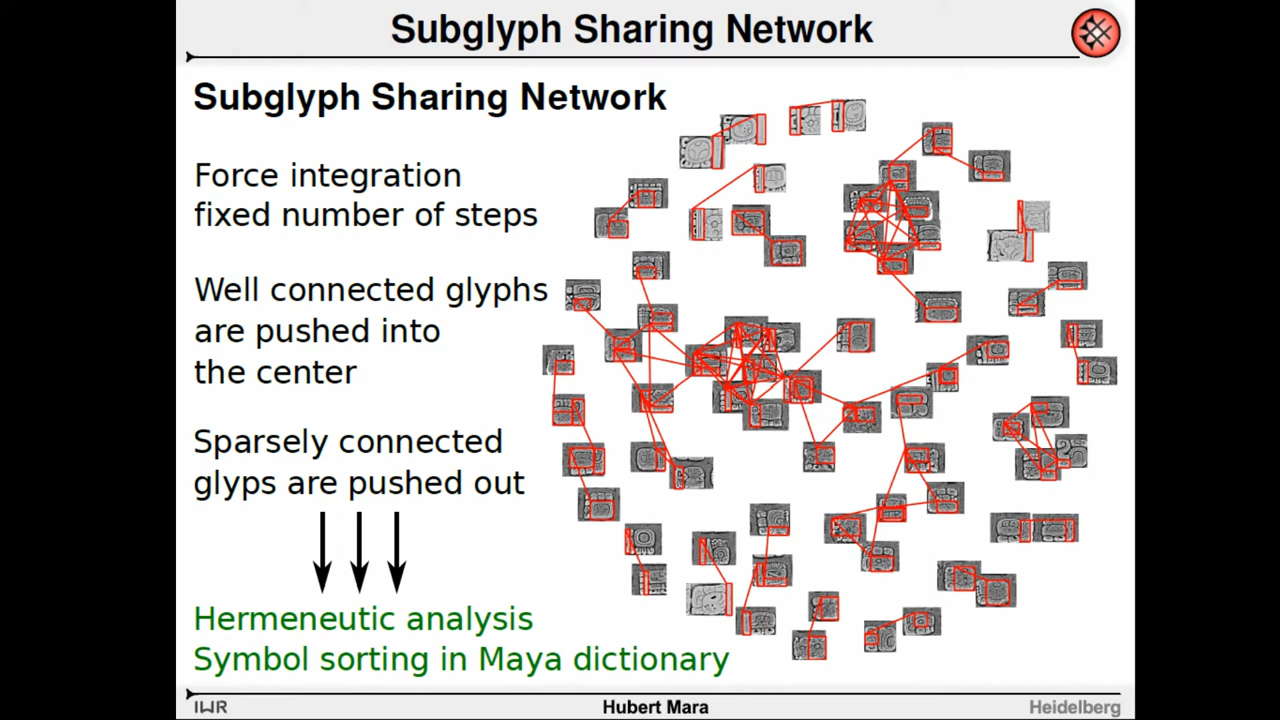 Subglyph Sharing Network
Subglyph Sharing Network
Force integration
fixed number of steps
Well connected glyphs
are pushed into
the center
Sparsely connected
glyps are pushed out
Hermeneutic analysis
Symbol sorting in Maya dictionary
IWR
Hubert Mara
Heidelberg